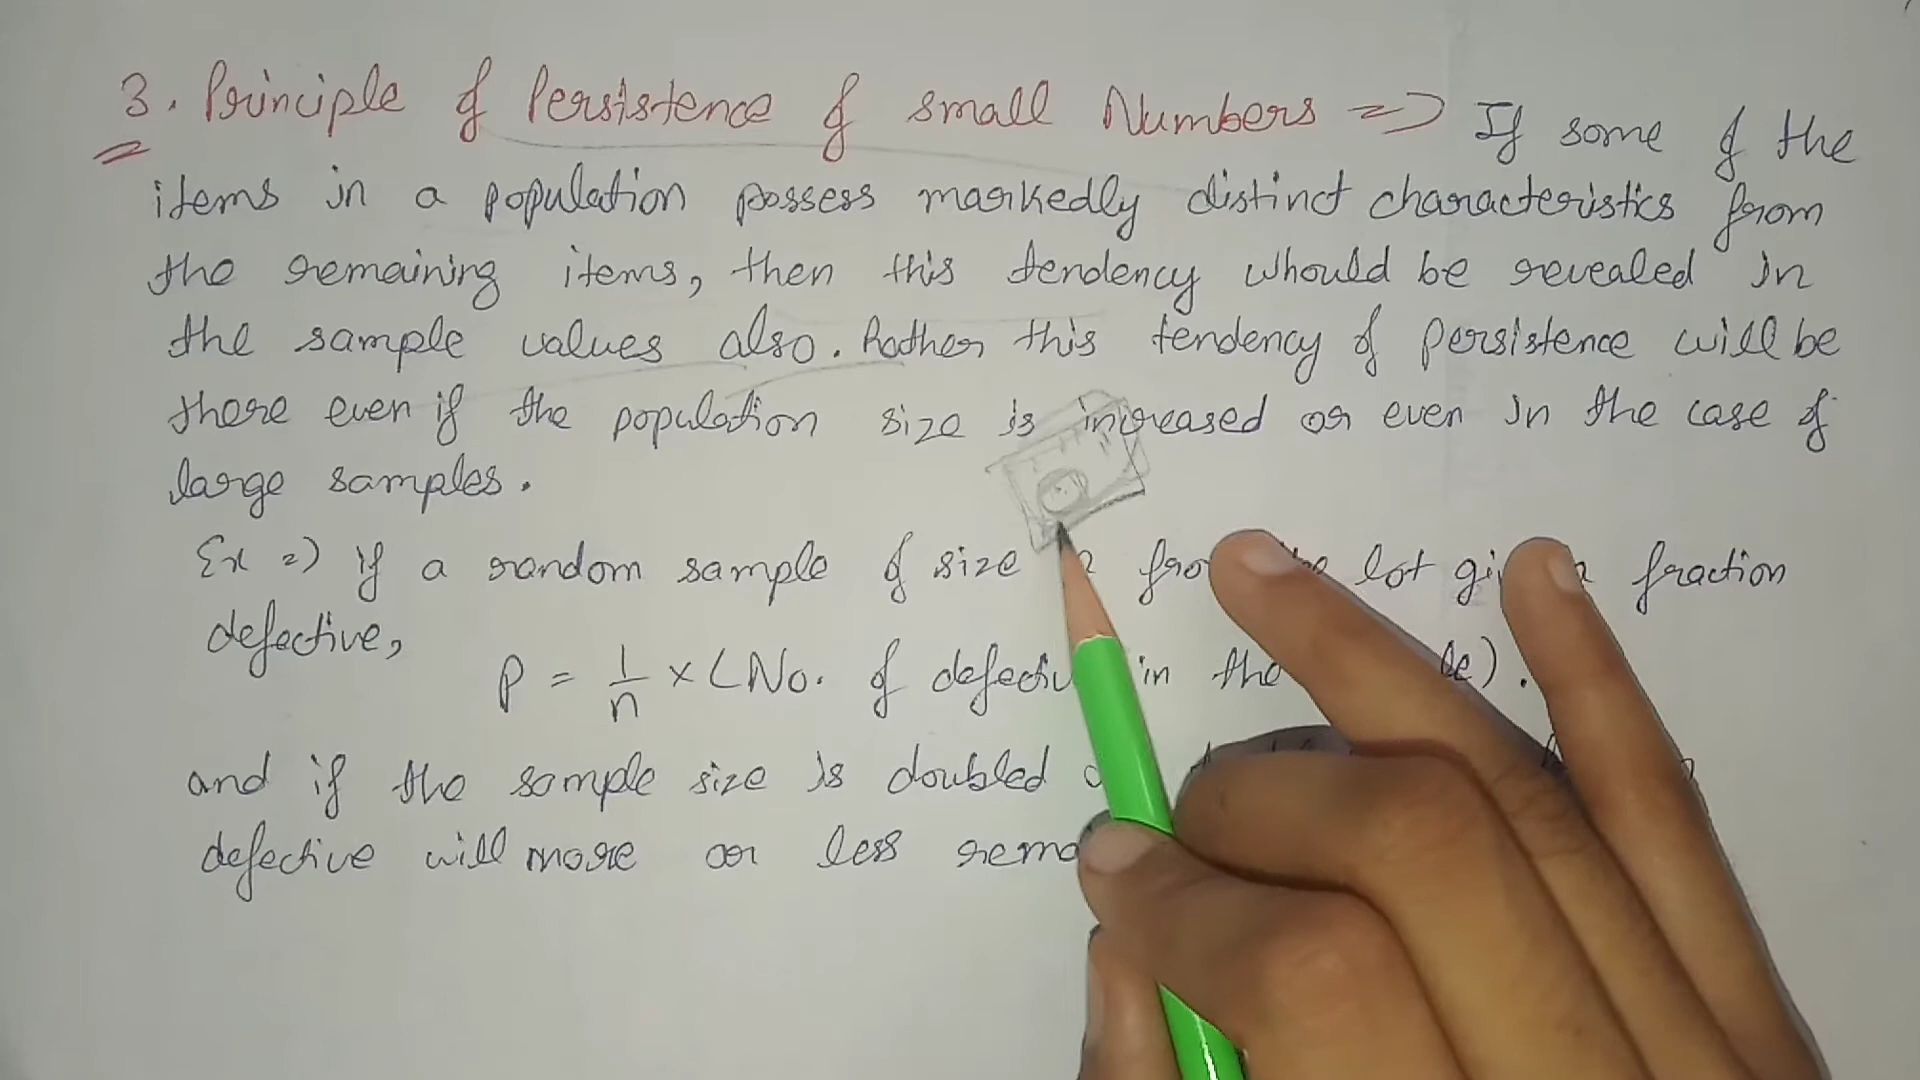 3. Principle of Persistence of small Numbers => If some of the
items in a population possess markedly distinct characteristics from
the remaining items, then this tendency whould be revealed in
the sample values also. Rather this tendency of persistence will be
there even if the population size is increased or even in the case of
large samples.
Ex => if a random sample of size from lot fraction
defective,
P = 1/n × (No. of in the
and if the sample size is doubled
defective will more or less